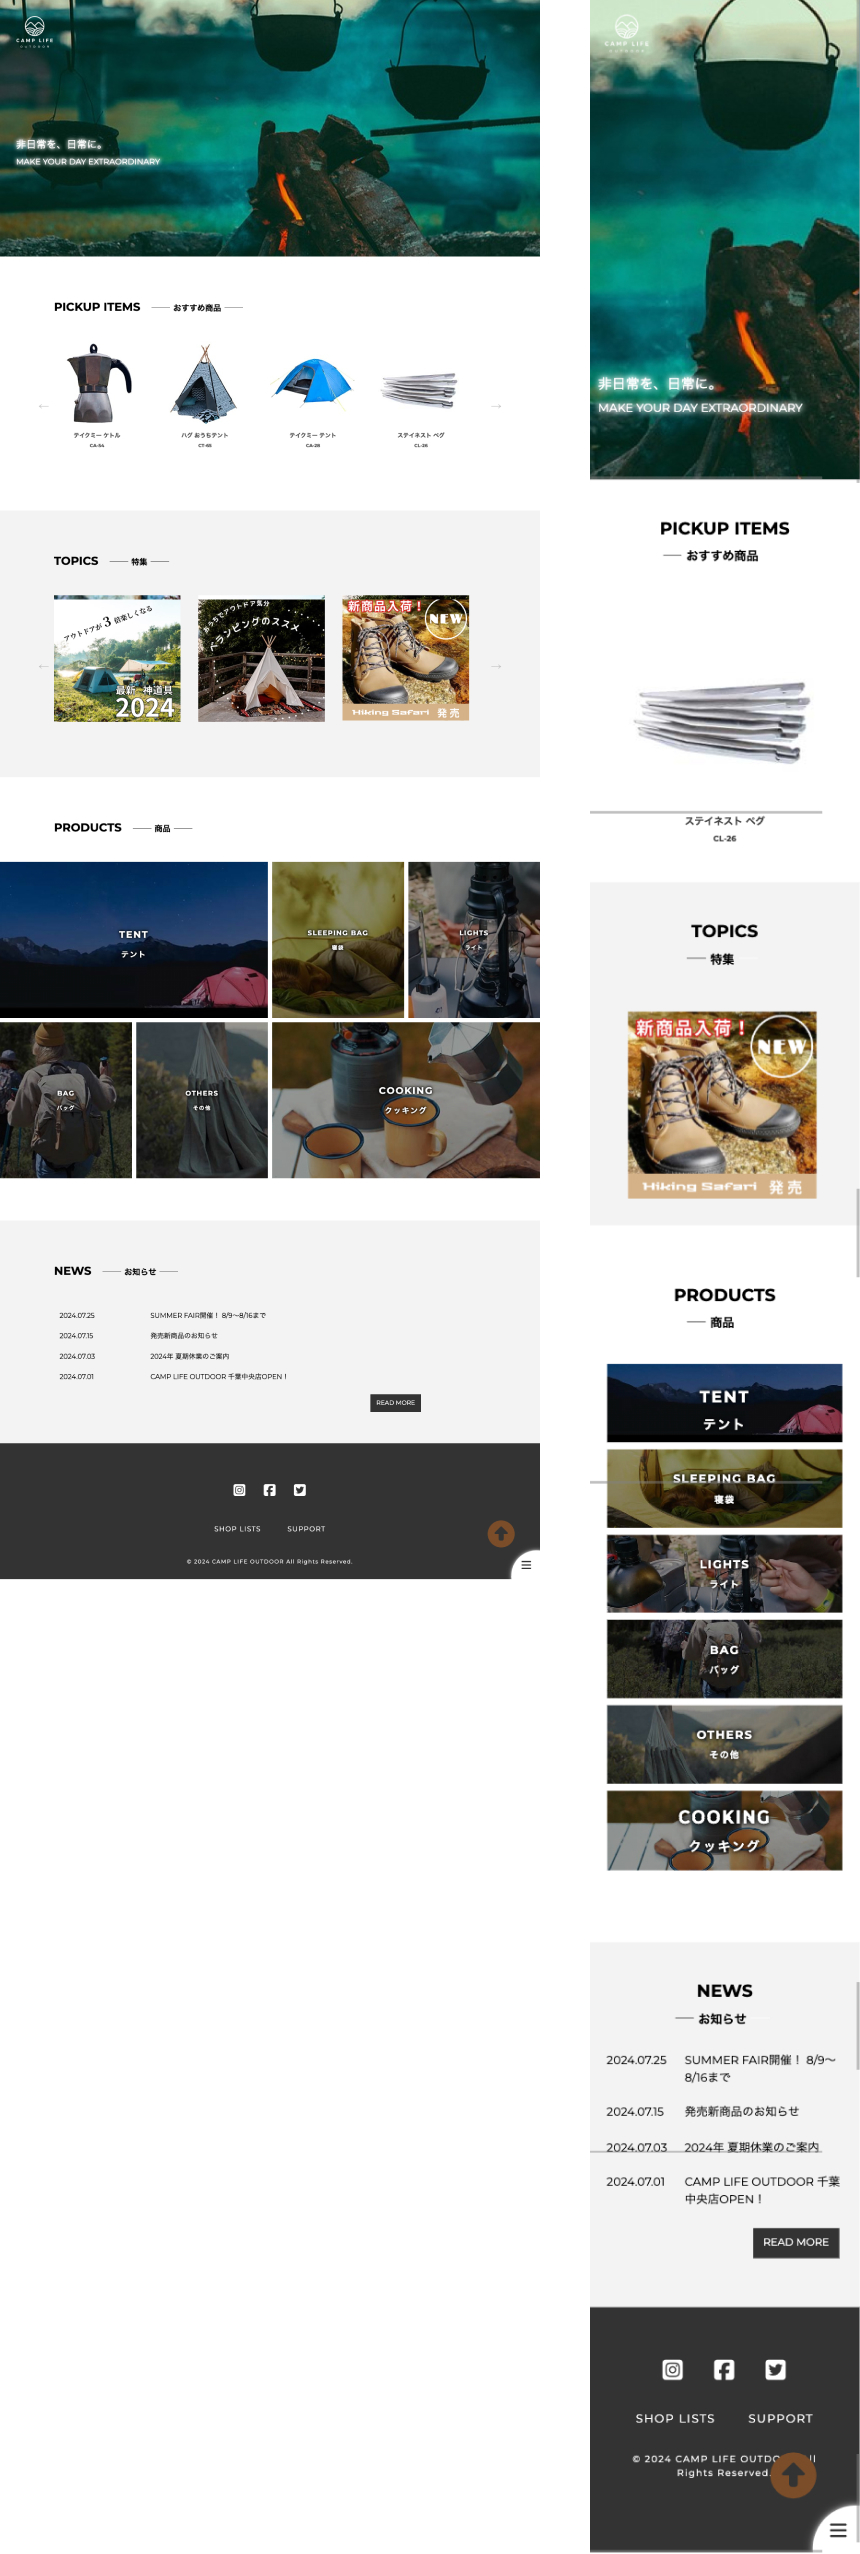 CAMP LIFE
OUTDOOR
非日常を、日常に。
MAKE YOUR DAY EXTRAORDINARY
PICKUP ITEMS
おすすめ商品
←
→
テイクミー ケトル
CA-54
ハグ おうちテント
CT-65
テイクミー テント
CA-28
ステイネスト ペグ
CL-26
TOPICS
特集
←
→
アウトドアが3倍楽しくなる
最新 神道具
2024
おうちでアウトドア気分
ベランピングのススメ
新商品入荷！
NEW
Hiking Safari 発売
PRODUCTS
商品
TENT
テント
SLEEPING BAG
寝袋
LIGHTS
ライト
BAG
バッグ
OTHERS
その他
COOKING
クッキング
NEWS
お知らせ
2024.07.25 SUMMER FAIR開催！ 8/9〜8/16まで
2024.07.15 発売新商品のお知らせ
2024.07.03 2024年 夏期休業のご案内
2024.07.01 CAMP LIFE OUTDOOR 千葉中央店OPEN！
READ MORE
SHOP LISTS SUPPORT
© 2024 CAMP LIFE OUTDOOR All Rights Reserved.
CAMP LIFE
OUTDOOR
非日常を、日常に。
MAKE YOUR DAY EXTRAORDINARY
PICKUP ITEMS
おすすめ商品
ステイネスト ペグ
CL-26
TOPICS
特集
新商品入荷！
NEW
Hiking Safari 発売
PRODUCTS
商品
TENT
テント
SLEEPING BAG
寝袋
LIGHTS
ライト
BAG
バッグ
OTHERS
その他
COOKING
クッキング
NEWS
お知らせ
2024.07.25 SUMMER FAIR開催！ 8/9〜
8/16まで
2024.07.15 発売新商品のお知らせ
2024.07.03 2024年 夏期休業のご案内
2024.07.01 CAMP LIFE OUTDOOR 千葉
中央店OPEN！
READ MORE
SHOP LISTS SUPPORT
© 2024 CAMP LIFE OUTDOOR All
Rights Reserved.